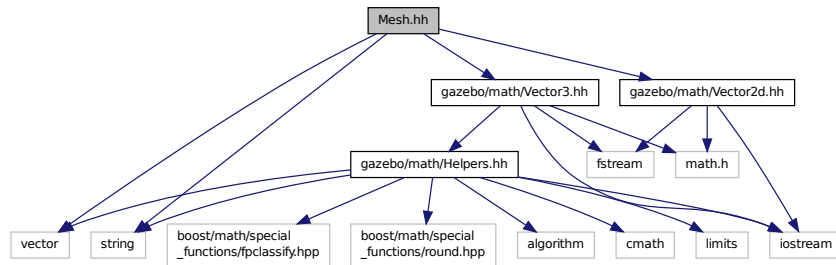 Mesh.hh
gazebo/math/Vector3.hh
gazebo/math/Vector2d.hh
gazebo/math/Helpers.hh
fstream
math.h
vector
string
boost/math/special
_functions/fpclassify.hpp
boost/math/special
_functions/round.hpp
algorithm
cmath
limits
iostream